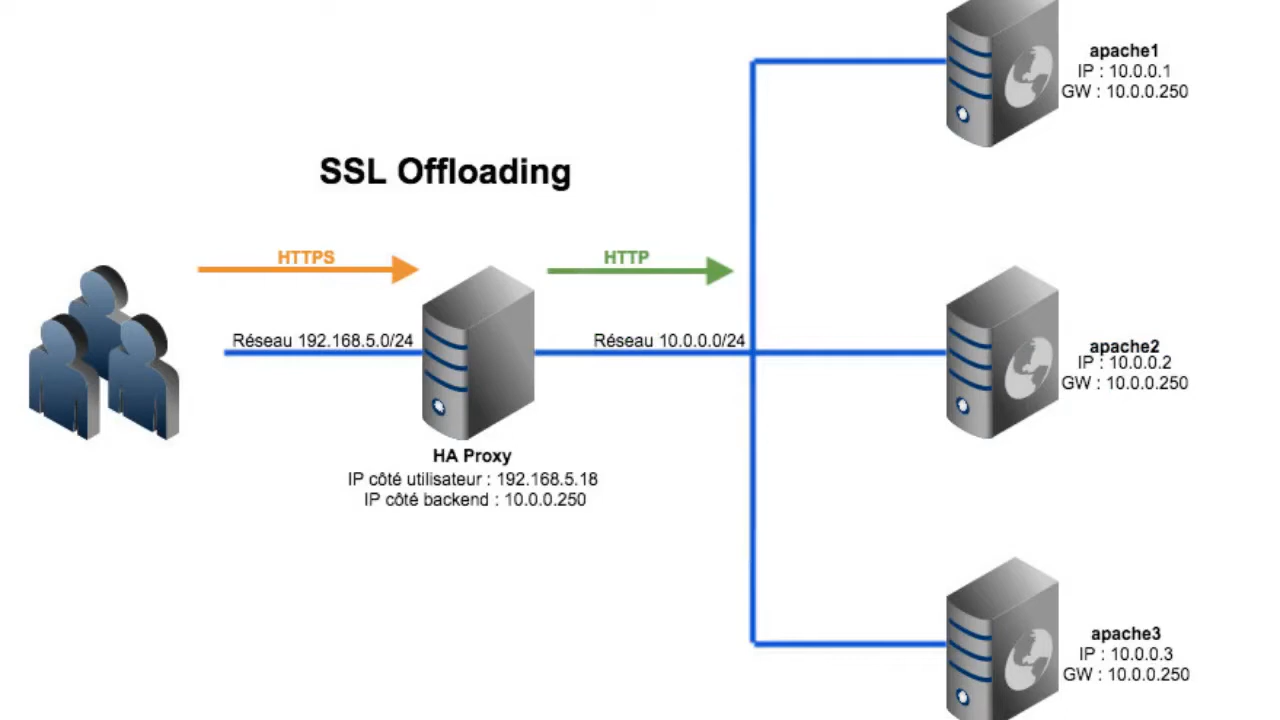 apache1
IP : 10.0.0.1
GW : 10.0.0.250
SSL Offloading
HTTPS
HTTP
Réseau 192.168.5.0/24
Réseau 10.0.0.0/24
apache2
IP : 10.0.0.2
GW : 10.0.0.250
HA Proxy
IP côté utilisateur : 192.168.5.18
IP côté backend : 10.0.0.250
apache3
IP : 10.0.0.3
GW : 10.0.0.250